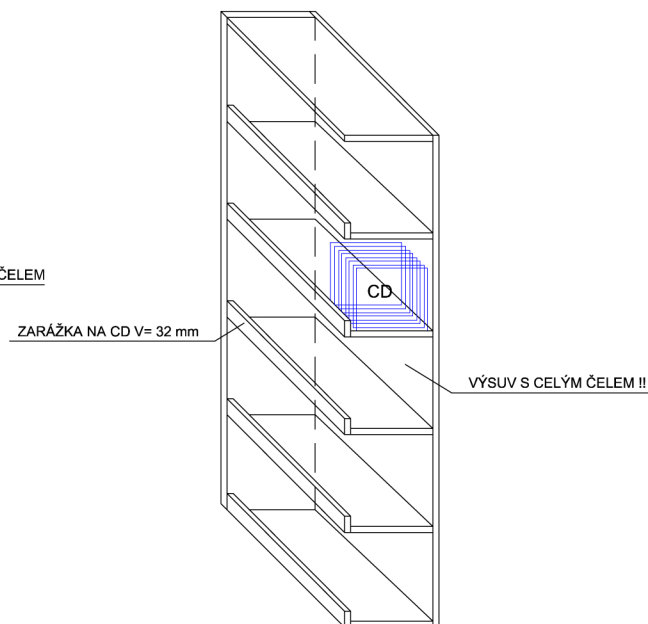 ČELEM
CD
ZARÁŽKA NA CD V= 32 mm
VÝSUV S CELÝM ČELEM !!